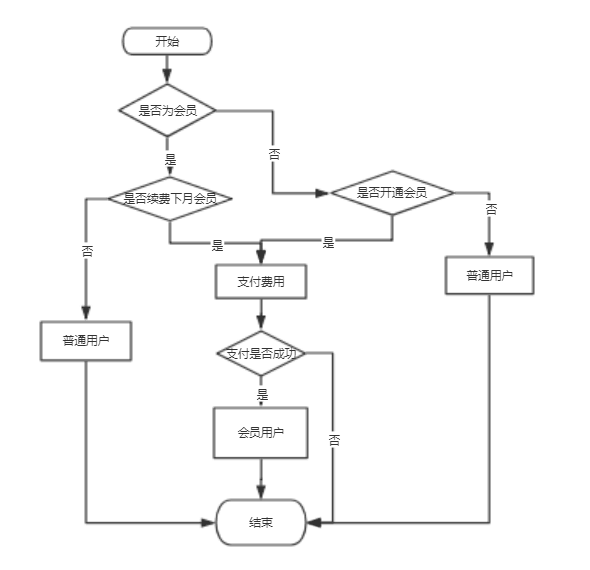 开始
是否为会员
是
否
是否续费下月会员
是否开通会员
否
是
是
否
支付费用
普通用户
普通用户
支付是否成功
是
否
会员用户
结束